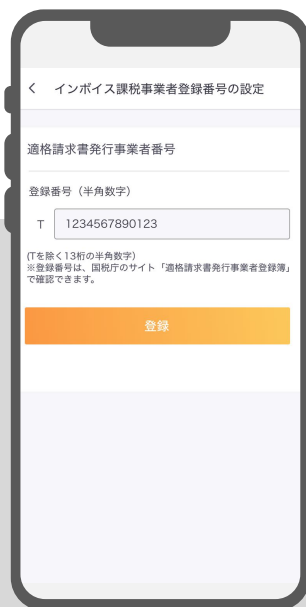 インボイス課税事業者登録番号の設定
適格請求書発行事業者番号
登録番号（半角数字）
T 1234567890123
(Tを除く13桁の半角数字)
※登録番号は、国税庁のサイト「適格請求書発行事業者登録簿」
で確認できます。
登録